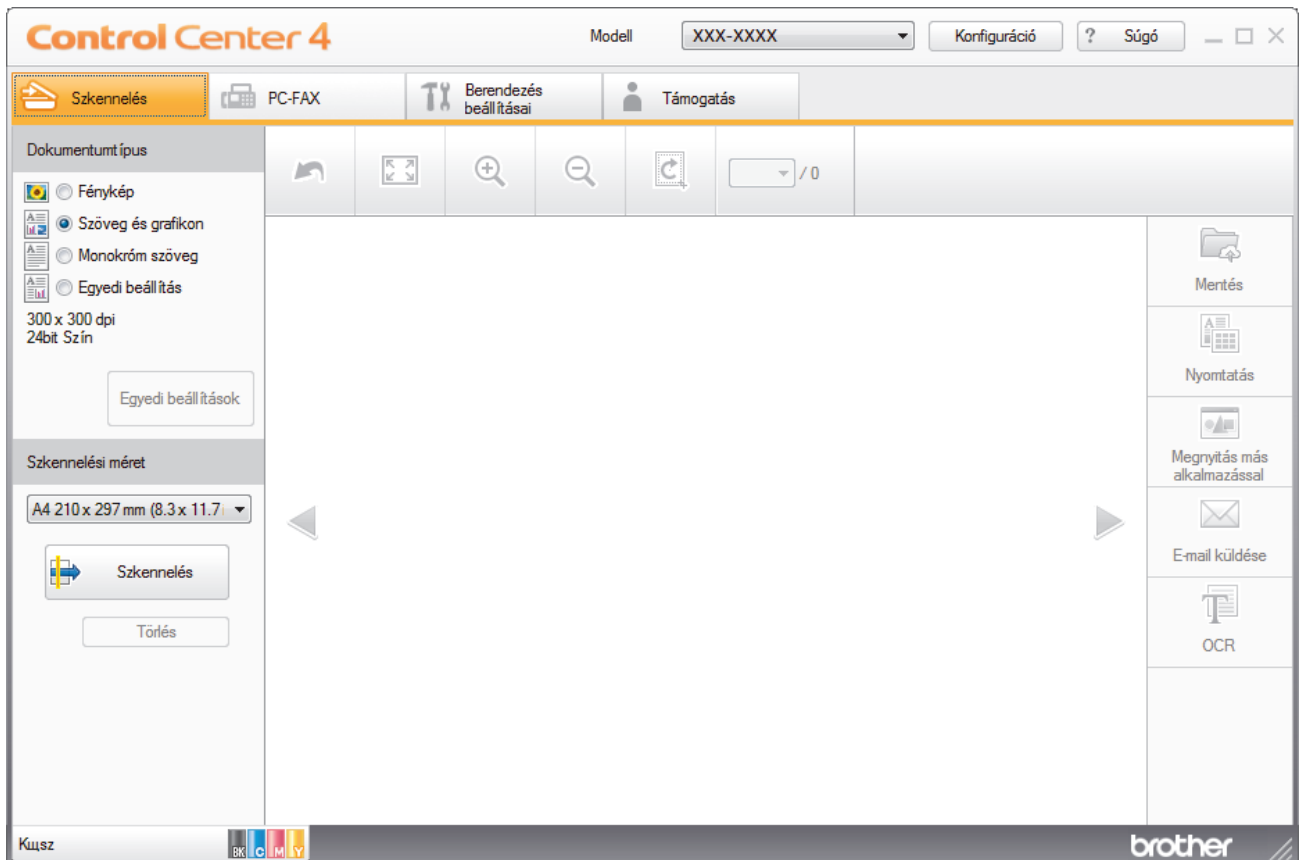 Control Center 4
Modell
XXX-XXXX
Konfiguráció
? Súgó
Szkennelés
PC-FAX
Berendezés
beállításai
Támogatás
Dokumentumtípus
Fénykép
Szöveg és grafikon
Monokróm szöveg
Egyedi beállítás
300 x 300 dpi
24bit Szín
Egyedi beállítások
Szkennelési méret
A4 210 x 297 mm (8.3 x 11.7
Szkennelés
Törlés
/ 0
Mentés
Nyomtatás
Megnyitás más
alkalmazással
E-mail küldése
OCR
Kщsz
BK C M Y
brother